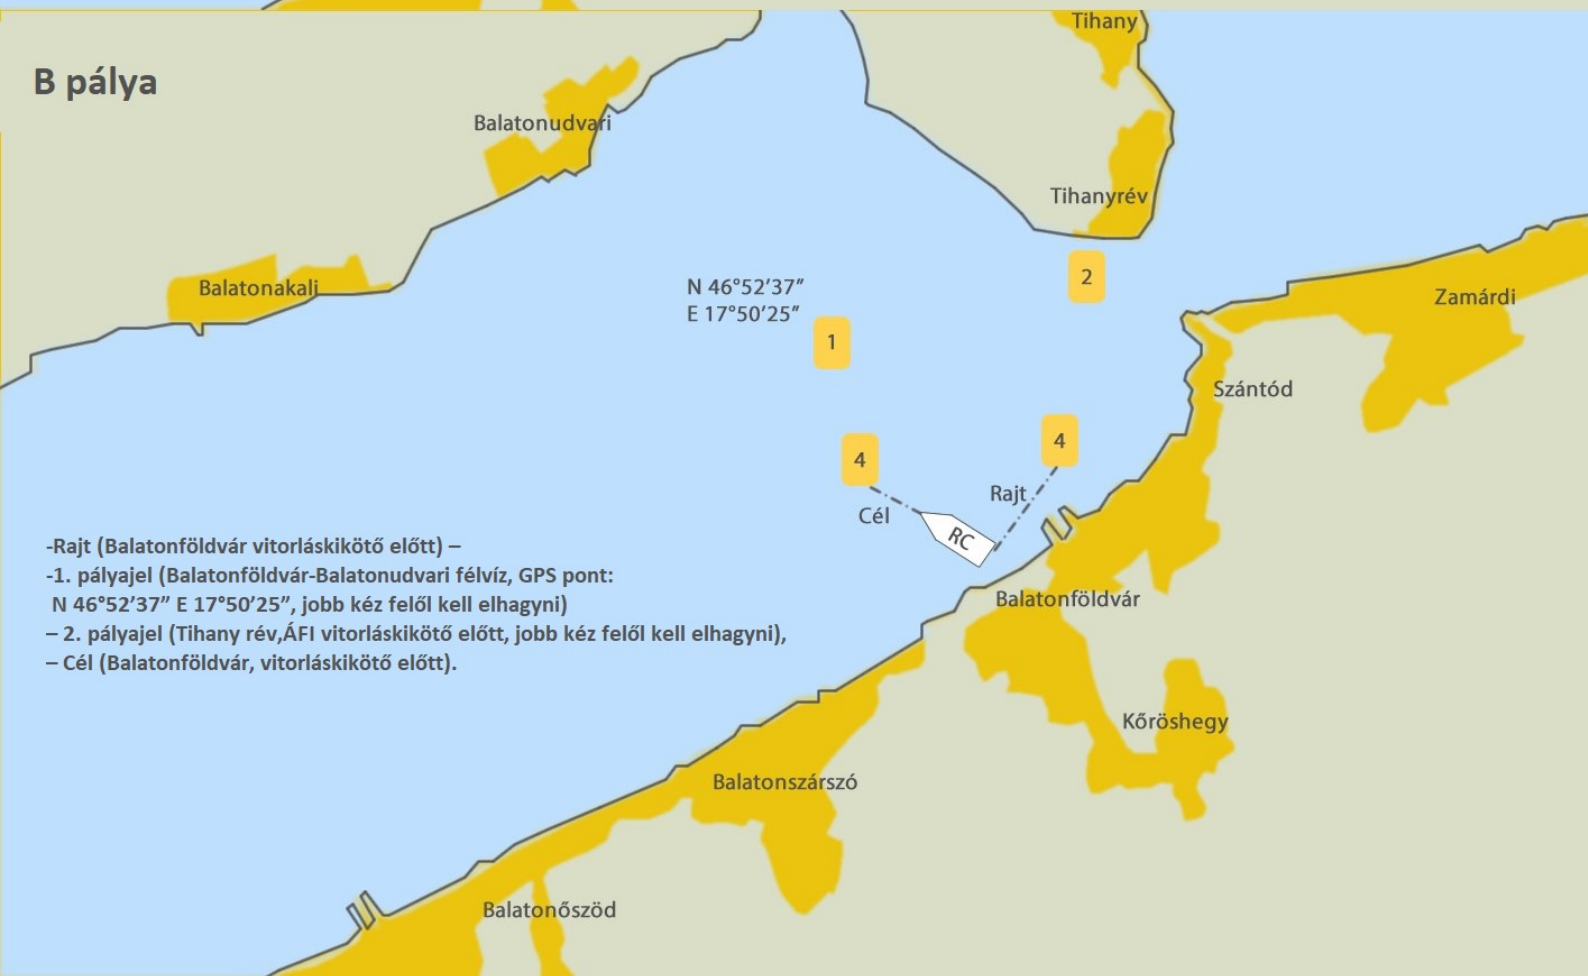 Tihany
B pálya
Balatonudvari
Tihanyrév
2
Balatonakali
N 46°52’37”
E 17°50’25”
Zamárdi
1
Szántód
4
4
Rajt
Cél
RC
-Rajt (Balatonföldvár vitorláskikötő előtt) –
-1. pályajel (Balatonföldvár-Balatonudvari félvíz, GPS pont:
N 46°52’37” E 17°50’25”, jobb kéz felől kell elhagyni)
– 2. pályajel (Tihany rév,ÁFI vitorláskikötő előtt, jobb kéz felől kell elhagyni),
– Cél (Balatonföldvár, vitorláskikötő előtt).
Balatonföldvár
Kőröshegy
Balatonszárszó
Balatonőszöd